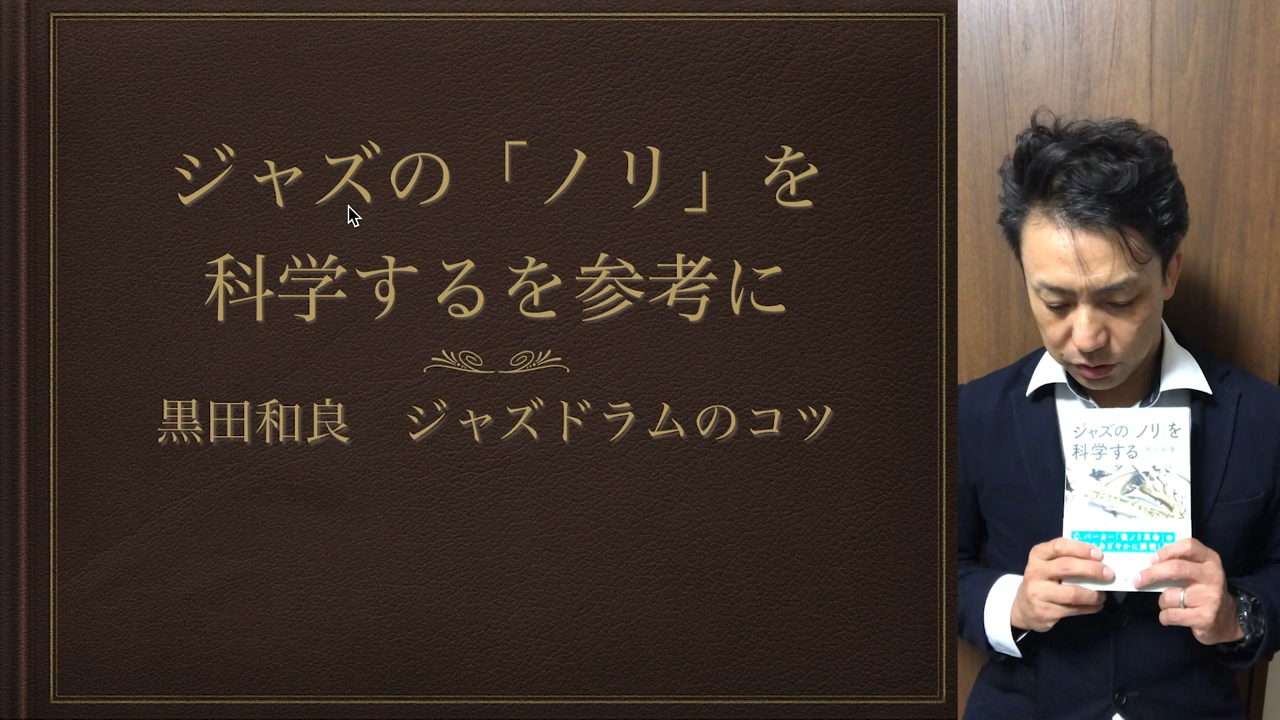 ジャズの「ノリ」を
科学するを参考に
黒田和良　ジャズドラムのコツ
ジャズの ノリ を
科学する